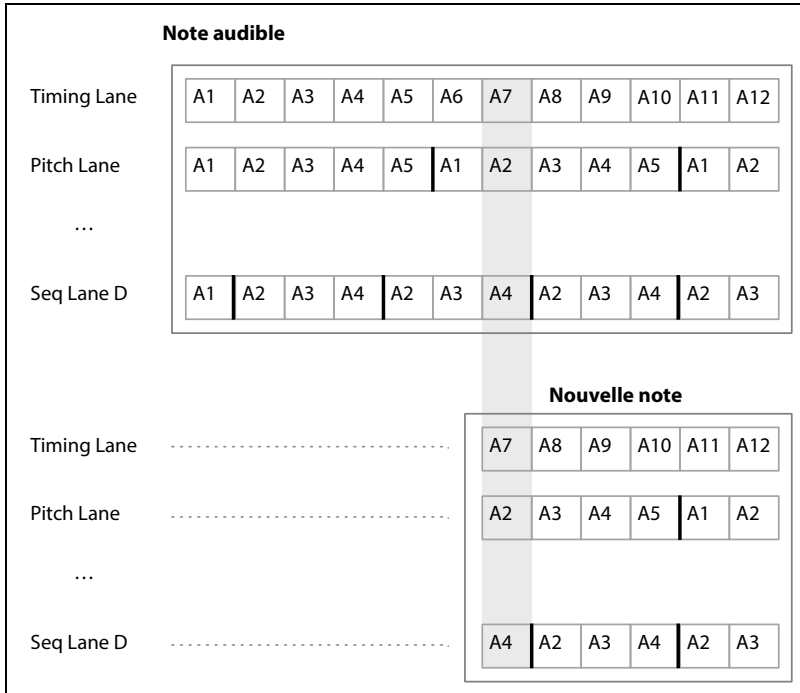 Note audible
Timing Lane A1 A2 A3 A4 A5 A6 A7 A8 A9 A10 A11 A12
Pitch Lane A1 A2 A3 A4 A5 A1 A2 A3 A4 A5 A1 A2
...
Seq Lane D A1 A2 A3 A4 A2 A3 A4 A2 A3 A4 A2 A3
Nouvelle note
Timing Lane A7 A8 A9 A10 A11 A12
Pitch Lane A2 A3 A4 A5 A1 A2
...
Seq Lane D A4 A2 A3 A4 A2 A3